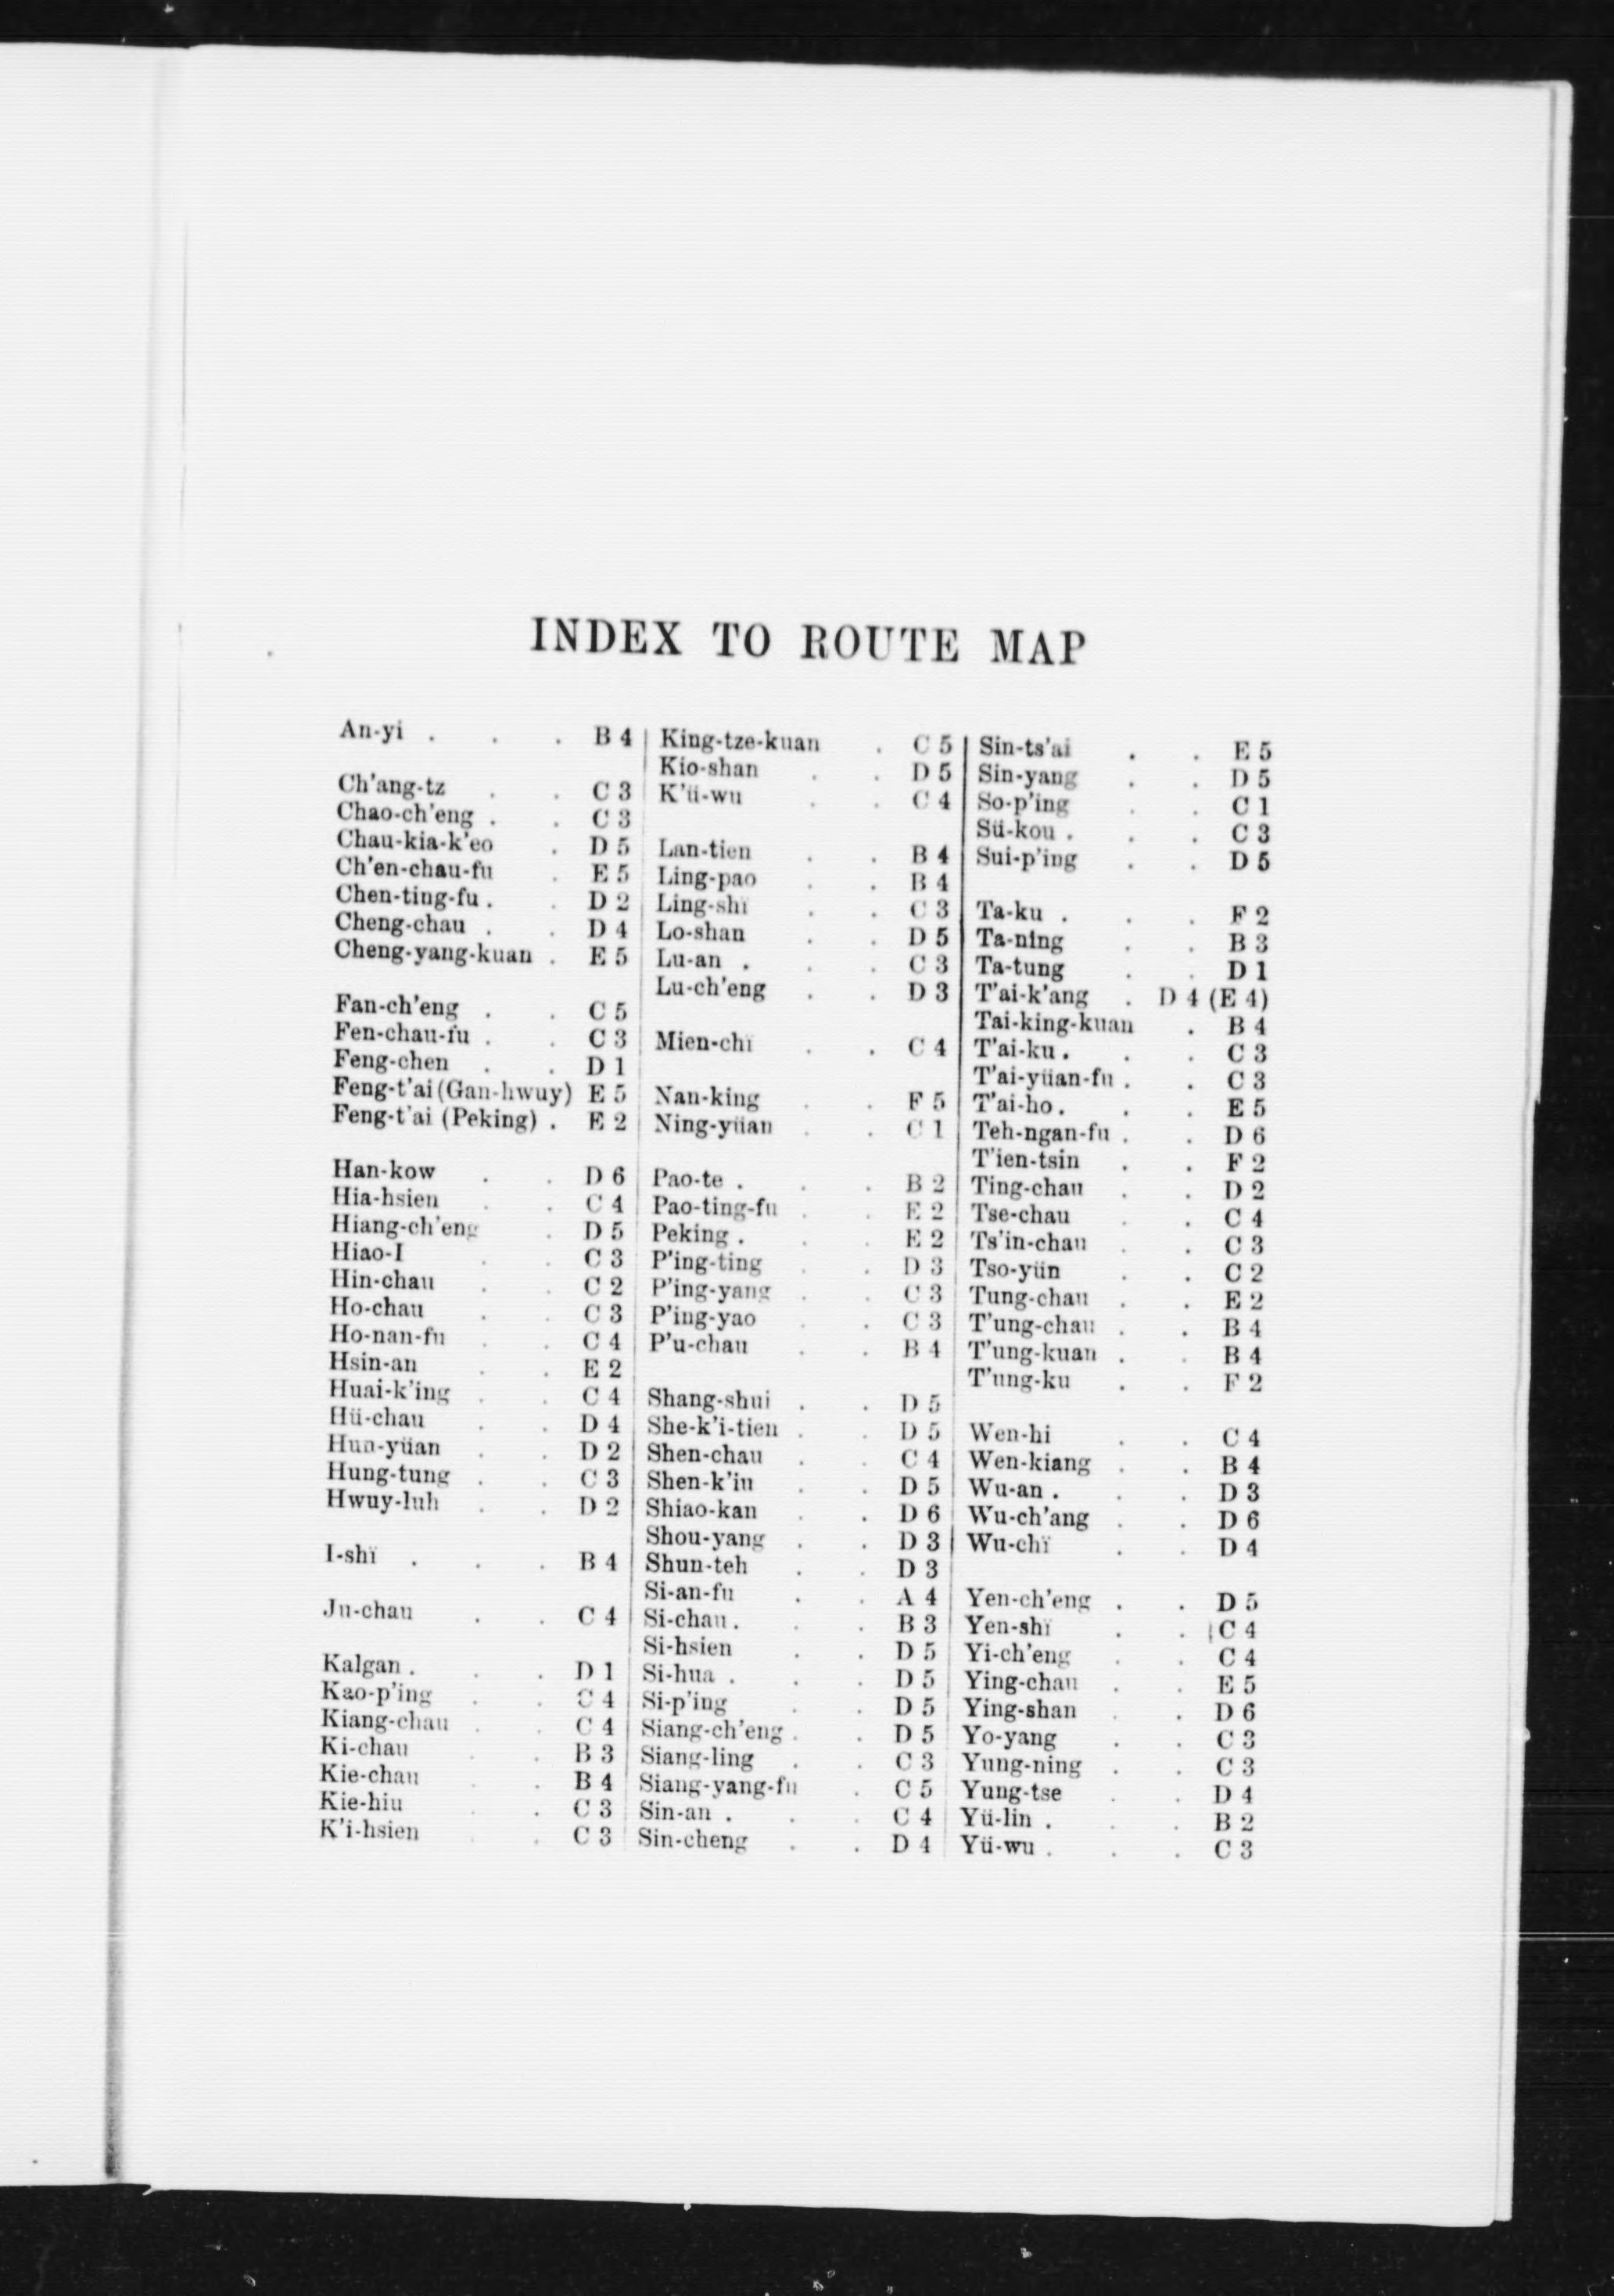 INDEX TO ROUTE MAP
An-yi . . . B 4
Ch'ang-tz . . C 3
Chao-ch'eng . . C 3
Chau-kia-k'eo . D 5
Ch'en-chau-fu . E 5
Chen-ting-fu . . D 2
Cheng-chau . . D 4
Cheng-yang-kuan . E 5
Fan-ch'eng . . C 5
Fen-chau-fu . . C 3
Feng-chen . . D 1
Feng-t'ai (Gan-hwuy) E 5
Feng-t'ai (Peking) . E 2
Han-kow . . D 6
Hia-hsien . . C 4
Hiang-ch'eng . D 5
Hiao-I . . C 3
Hin-chau . . C 2
Ho-chau . . C 3
Ho-nan-fu . . C 4
Hsin-an . . E 2
Huai-k'ing . . C 4
Hü-chau . . D 4
Hun-yüan . . D 2
Hung-tung . . C 3
Hwuy-luh . . D 2
I-shï . . . B 4
Ju-chau . . C 4
Kalgan . . . D 1
Kao-p'ing . . C 4
Kiang-chau . . C 4
Ki-chau . . B 3
Kie-chau . . B 4
Kie-hiu . . C 3
K'i-hsien . . C 3
King-tze-kuan . C 5
Kio-shan . . D 5
K'ü-wu . . C 4
Lan-tien . . B 4
Ling-pao . . B 4
Ling-shï . . C 3
Lo-shan . . D 5
Lu-an . . . C 3
Lu-ch'eng . . D 3
Mien-chï . . C 4
Nan-king . . F 5
Ning-yüan . . C 1
Pao-te . . . B 2
Pao-ting-fu . . E 2
Peking . . . E 2
P'ing-ting . . D 3
P'ing-yang . . C 3
P'ing-yao . . C 3
P'u-chau . . B 4
Shang-shui . . D 5
She-k'i-tien . . D 5
Shen-chau . . C 4
Shen-k'iu . . D 5
Shiao-kan . . D 6
Shou-yang . . D 3
Shun-teh . . D 3
Si-an-fu . . A 4
Si-chau . . . B 3
Si-hsien . . D 5
Si-hua . . . D 5
Si-p'ing . . D 5
Siang-ch'eng . . D 5
Siang-ling . . C 3
Siang-yang-fu . C 5
Sin-an . . . C 4
Sin-cheng . . D 4
Sin-ts'ai . . E 5
Sin-yang . . D 5
So-p'ing . . C 1
Sü-kou . . . C 3
Sui-p'ing . . D 5
Ta-ku . . . F 2
Ta-ning . . B 3
Ta-tung . . D 1
T'ai-k'ang . D 4 (E 4)
Tai-king-kuan . B 4
T'ai-ku . . . C 3
T'ai-yüan-fu . . C 3
T'ai-ho . . . E 5
Teh-ngan-fu . . D 6
T'ien-tsin . . F 2
Ting-chau . . D 2
Tse-chau . . C 4
Ts'in-chau . . C 3
Tso-yün . . C 2
Tung-chau . . E 2
T'ung-chau . . B 4
T'ung-kuan . . B 4
T'ung-ku . . F 2
Wen-hi . . C 4
Wen-kiang . . B 4
Wu-an . . . D 3
Wu-ch'ang . . D 6
Wu-chï . . D 4
Yen-ch'eng . . D 5
Yen-shï . . C 4
Yi-ch'eng . . C 4
Ying-chau . . E 5
Ying-shan . . D 6
Yo-yang . . C 3
Yung-ning . . C 3
Yung-tse . . D 4
Yü-lin . . . B 2
Yü-wu . . . C 3